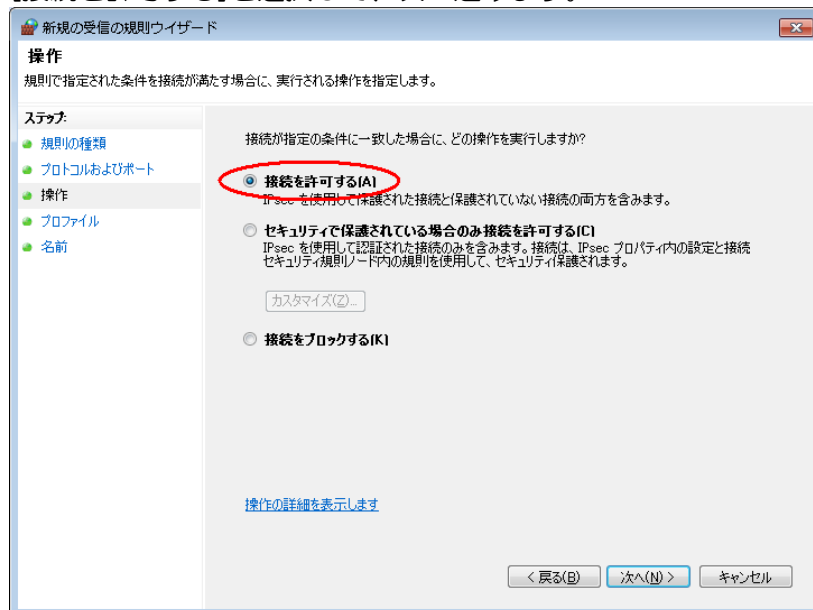 新規の受信の規則ウィザード
操作
規則で指定された条件を接続が満たす場合に、実行される操作を指定します。
ステップ:
規則の種類
プロトコルおよびポート
操作
プロファイル
名前
接続が指定の条件に一致した場合に、どの操作を実行しますか?
接続を許可する(A)
IPsec を使用して保護された接続と保護されていない接続の両方を含みます。
セキュリティで保護されている場合のみ接続を許可する(C)
IPsec を使用して認証された接続のみを含みます。接続は、IPsec プロパティ内の設定と接続
セキュリティ規則ノード内の規則を使用して、セキュリティ保護されます。
カスタマイズ(Z)...
接続をブロックする(K)
操作の詳細を表示します
< 戻る(B) 次へ(N) > キャンセル